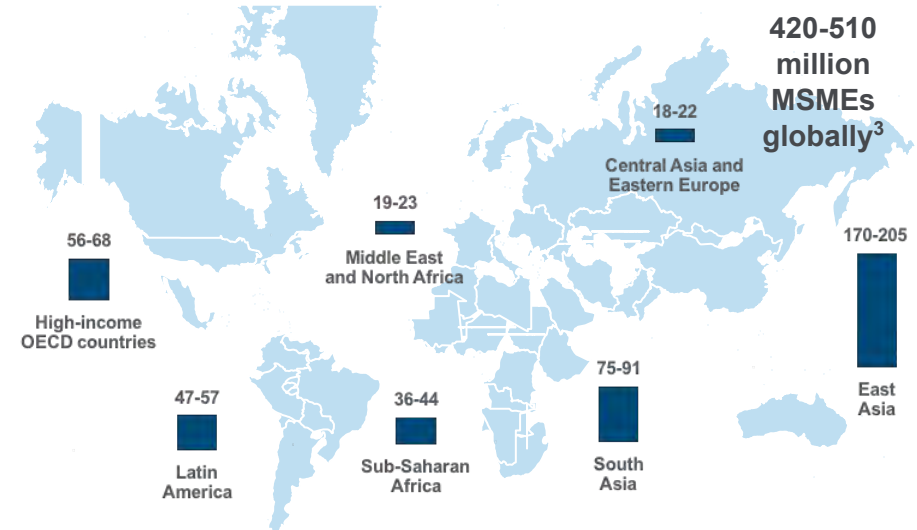 420-510
million
MSMEs
globally³
18-22
Central Asia and
Eastern Europe
19-23
Middle East
and North Africa
56-68
High-income
OECD countries
170-205
East
Asia
47-57
Latin
America
36-44
Sub-Saharan
Africa
75-91
South
Asia